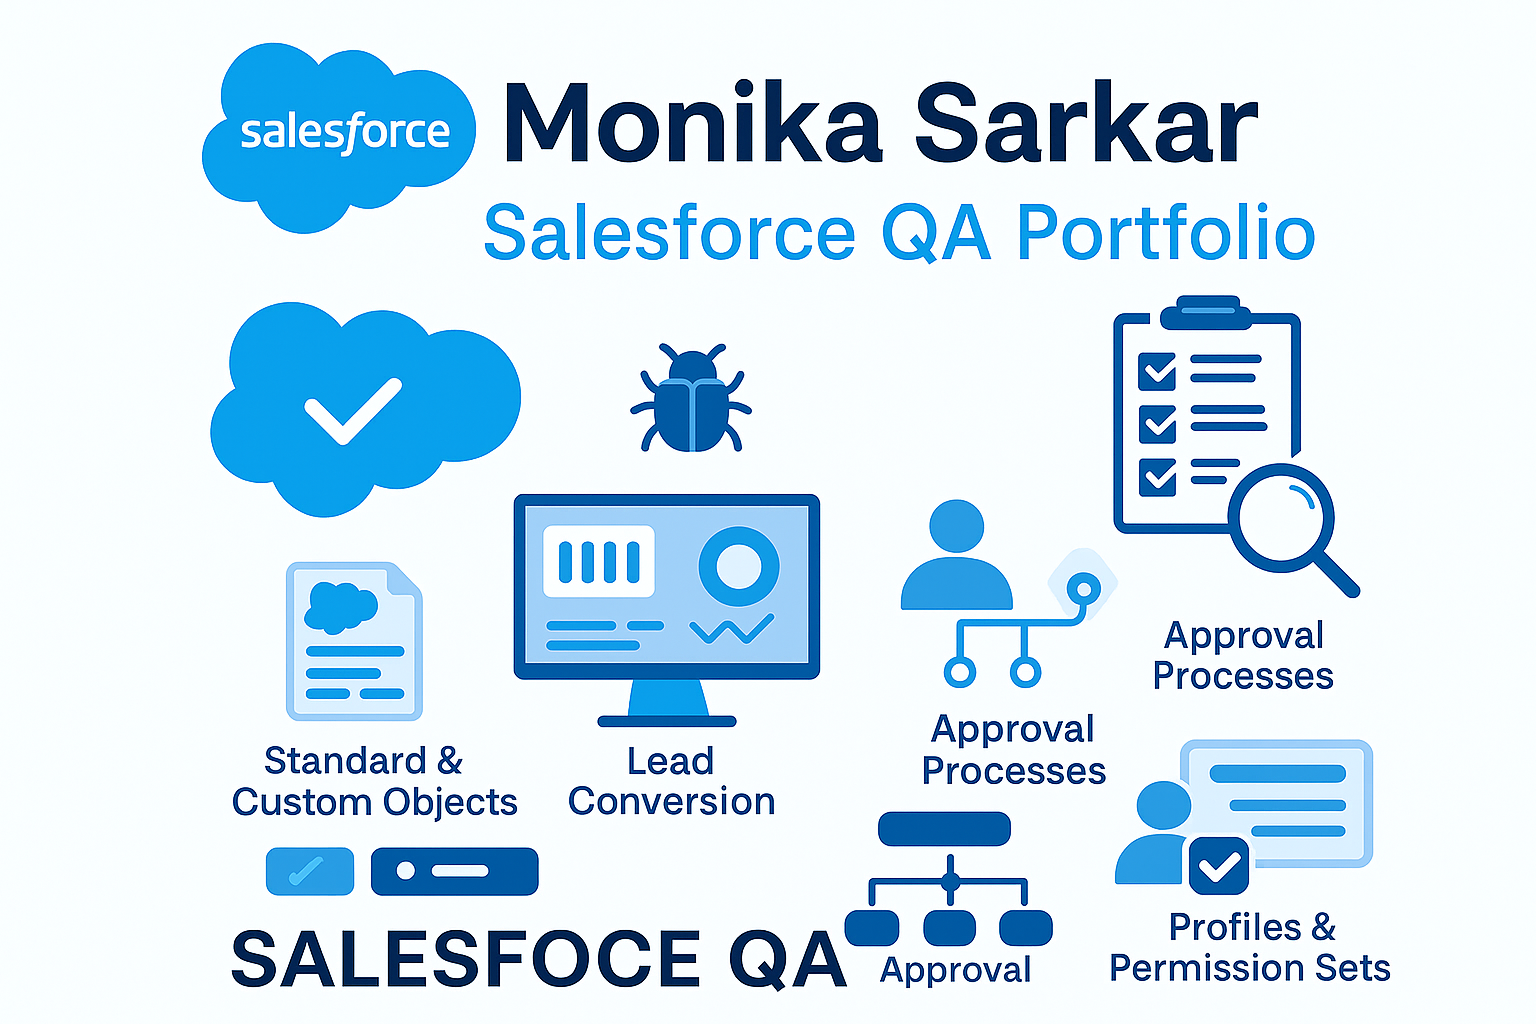 salesforce
Monika Sarkar
Salesforce QA Portfolio
Standard &
Custom Objects
Lead
Conversion
Approval
Processes
Approval
Processes
SALESFOCE QA
Approval
Profiles &
Permission Sets